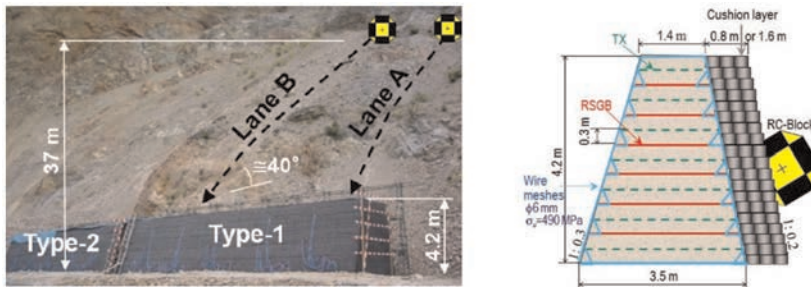 37 m
Lane B
Lane A
≅40°
Type-2
Type-1
4.2 m
Cushion layer
1.4 m
0.8 m or 1.6 m
TX
RSGB
0.3 m
4.2 m
RC-Block
Wire
meshes
ϕ6 mm
=490 MPa
1: 0.3
1: 0.2
3.5 m